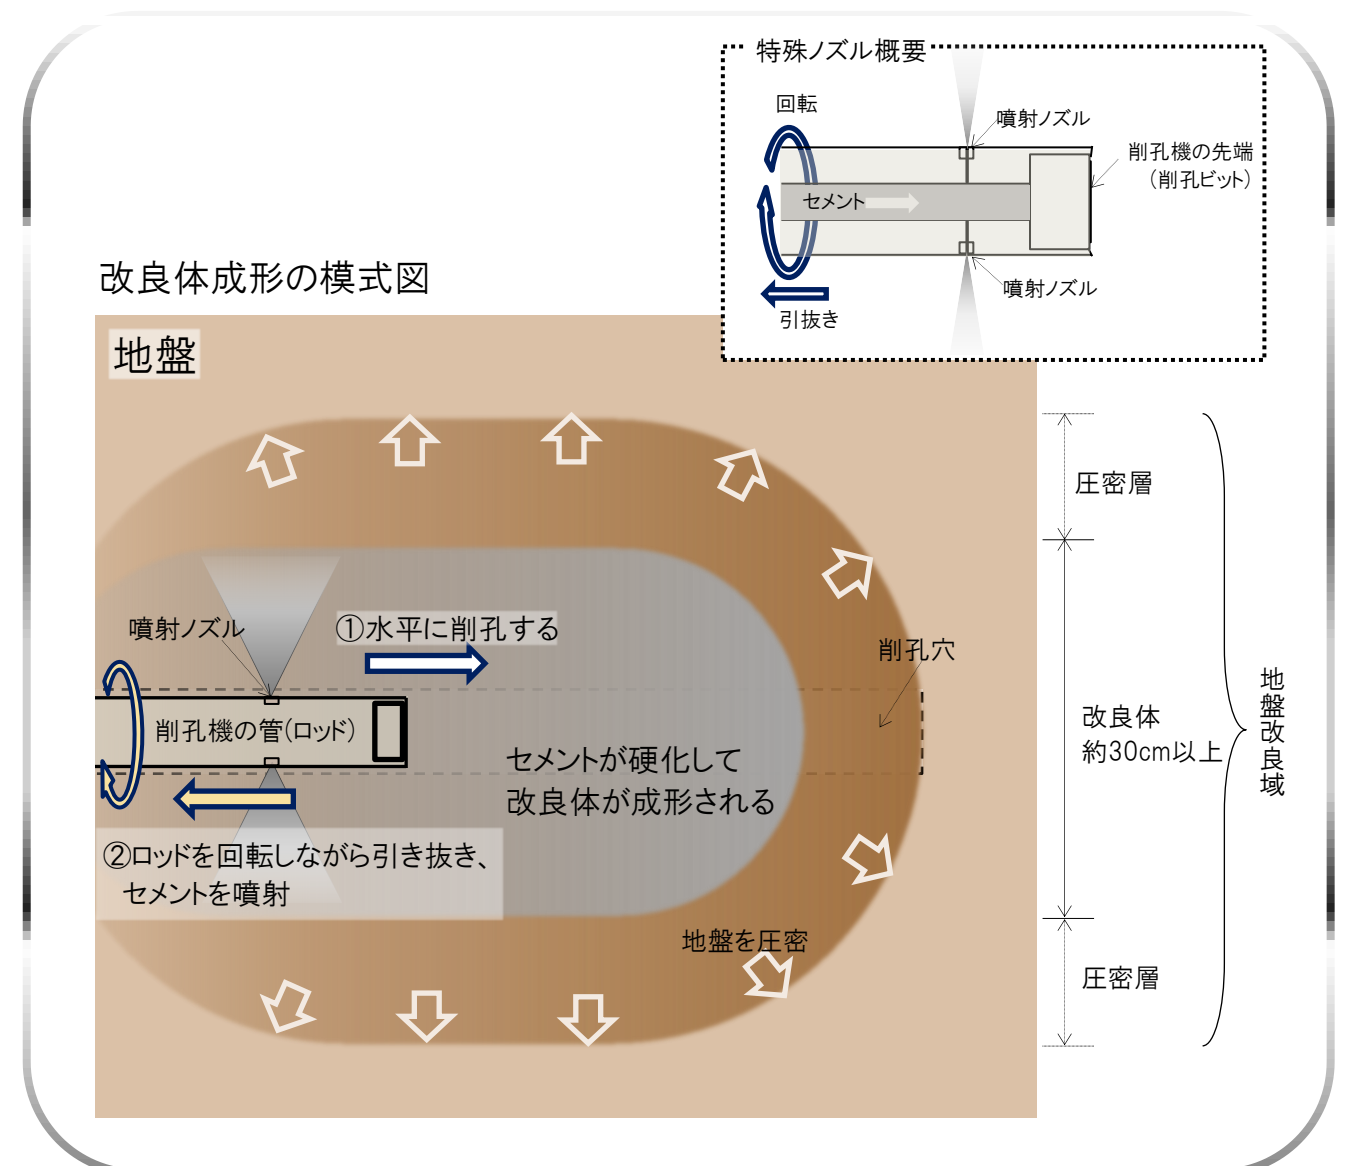 特殊ノズル概要
回転
噴射ノズル
削孔機の先端
（削孔ビット）
セメント
噴射ノズル
引抜き
改良体成形の模式図
地盤
圧密層
噴射ノズル
①水平に削孔する
削孔穴
削孔機の管(ロッド)
改良体
約30cm以上
地盤改良域
セメントが硬化して
改良体が成形される
②ロッドを回転しながら引き抜き、
セメントを噴射
地盤を圧密
圧密層